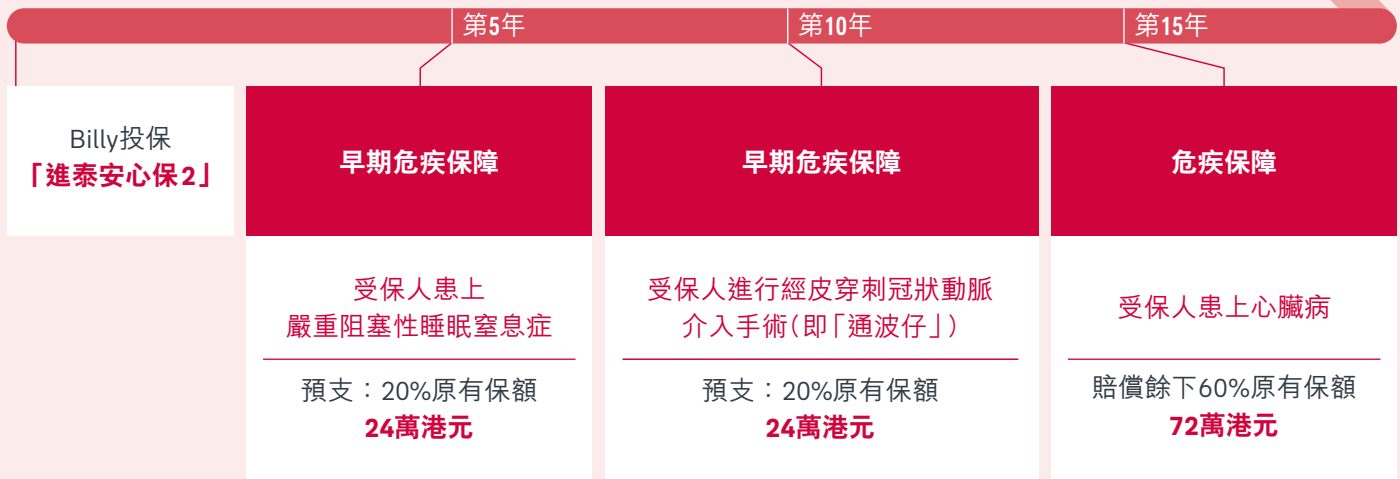 第5年
第10年
第15年
Billy投保
「進泰安心保2」
早期危疾保障
受保人患上
嚴重阻塞性睡眠窒息症
預支：20%原有保額
24萬港元
早期危疾保障
受保人進行經皮穿刺冠狀動脈
介入手術（即「通波仔」）
預支：20%原有保額
24萬港元
危疾保障
受保人患上心臟病
賠償餘下60%原有保額
72萬港元